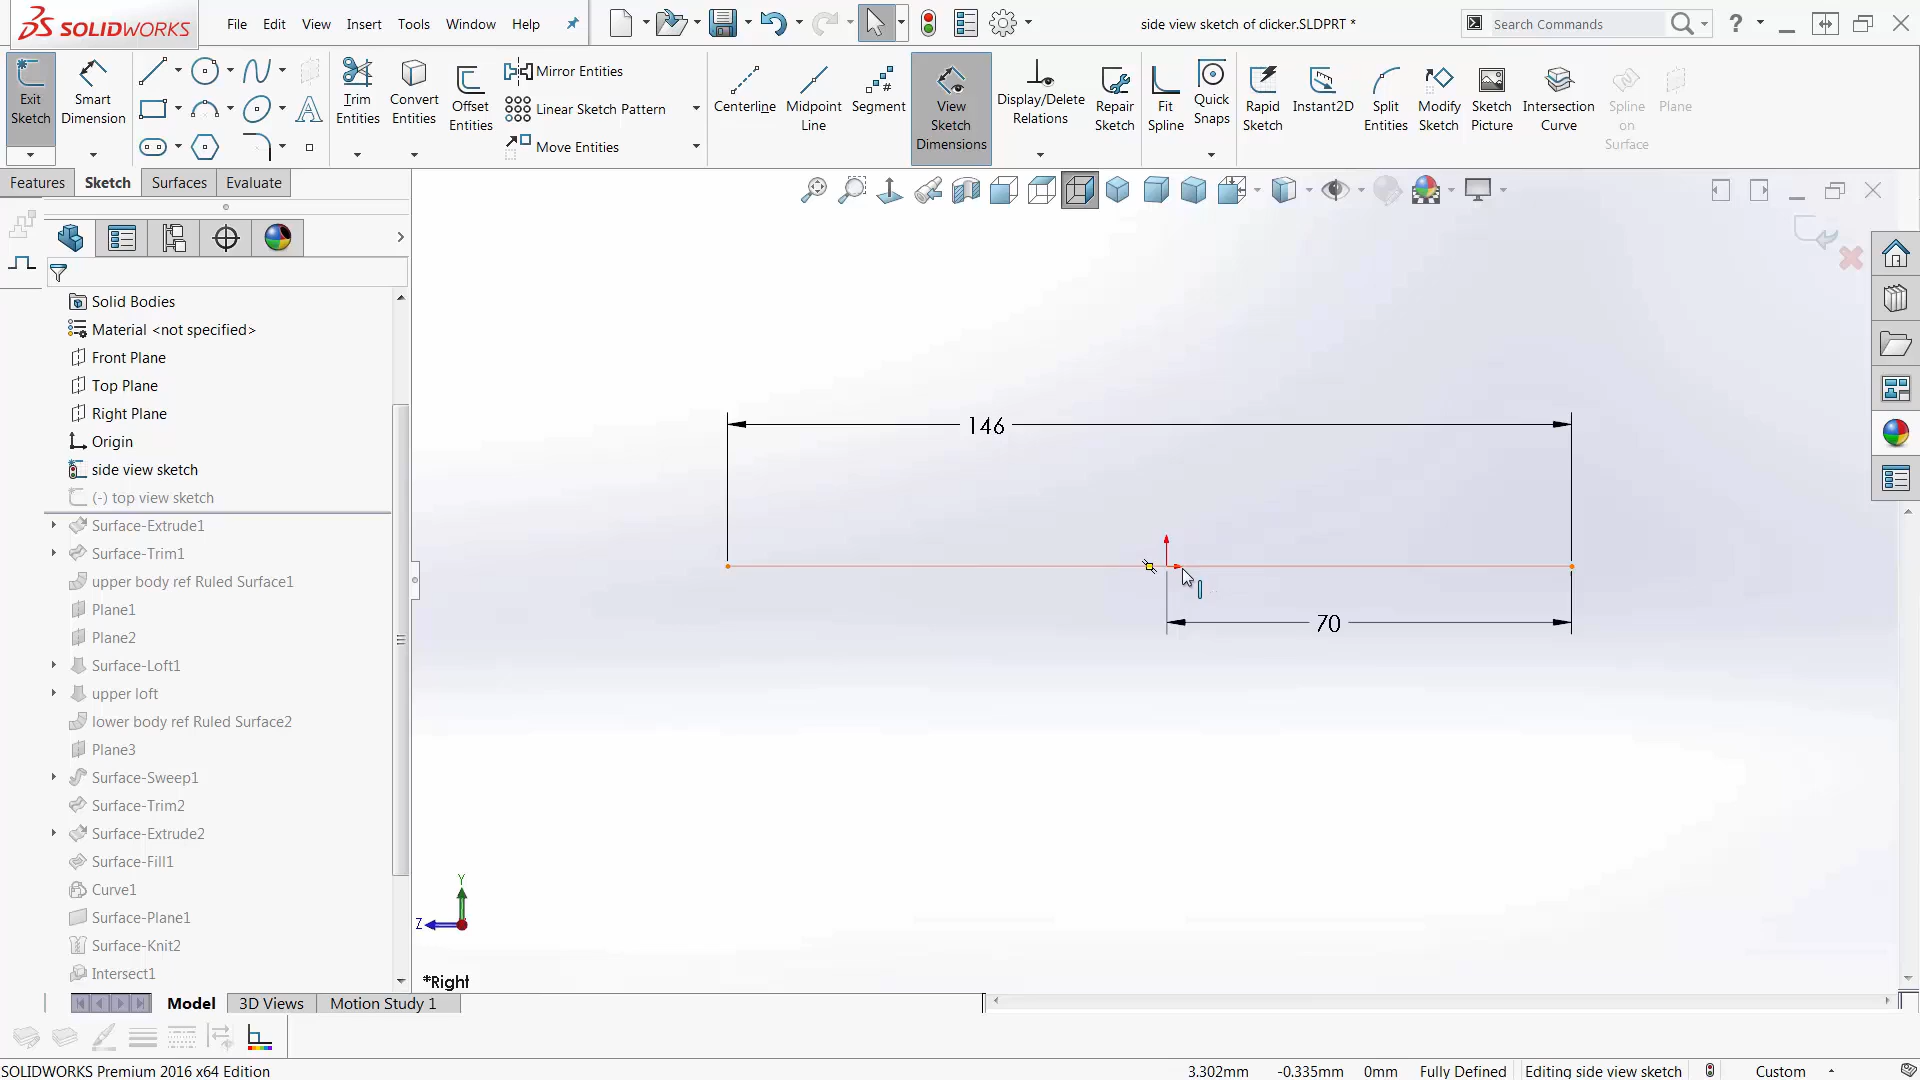 SOLIDWORKS File Edit View Insert Tools Window Help side view sketch of clicker.SLDPRT * Search Commands ?
Exit Sketch
Smart Dimension
Trim Entities
Convert Entities
Offset Entities
Mirror Entities
Linear Sketch Pattern
Move Entities
Centerline
Midpoint Line
Segment
View Sketch Dimensions
Display/Delete Relations
Repair Sketch
Fit Spline
Quick Snaps
Rapid Sketch
Instant2D
Split Entities
Modify Sketch
Sketch Picture
Intersection Curve
Spline on Surface
Plane
Features Sketch Surfaces Evaluate
Solid Bodies
Material <not specified>
Front Plane
Top Plane
Right Plane
Origin
side view sketch
(-) top view sketch
Surface-Extrude1
Surface-Trim1
upper body ref Ruled Surface1
Plane1
Plane2
Surface-Loft1
upper loft
lower body ref Ruled Surface2
Plane3
Surface-Sweep1
Surface-Trim2
Surface-Extrude2
Surface-Fill1
Curve1
Surface-Plane1
Surface-Knit2
Intersect1
146
70
Y
Z
*Right
Model 3D Views Motion Study 1
SOLIDWORKS Premium 2016 x64 Edition 3.302mm -0.335mm 0mm Fully Defined Editing side view sketch Custom